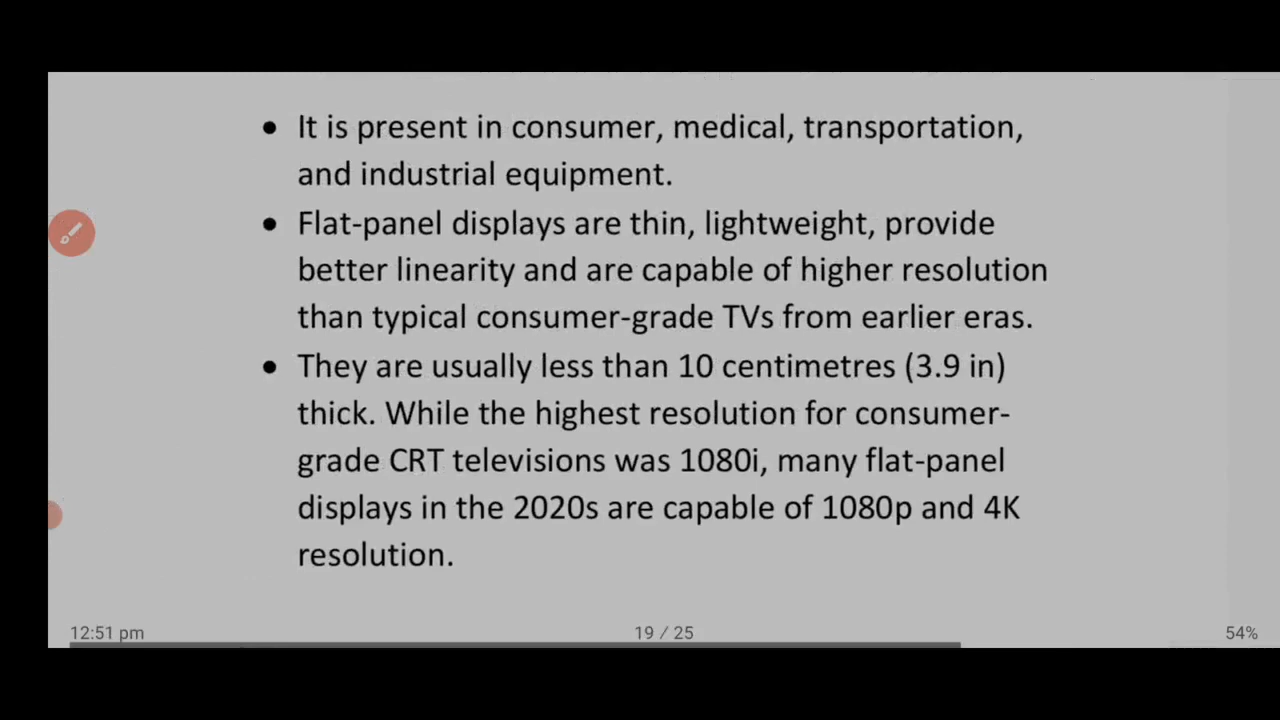 • It is present in consumer, medical, transportation,
and industrial equipment.
• Flat-panel displays are thin, lightweight, provide
better linearity and are capable of higher resolution
than typical consumer-grade TVs from earlier eras.
• They are usually less than 10 centimetres (3.9 in)
thick. While the highest resolution for consumer-
grade CRT televisions was 1080i, many flat-panel
displays in the 2020s are capable of 1080p and 4K
resolution.
12:51 pm 19 / 25 54%